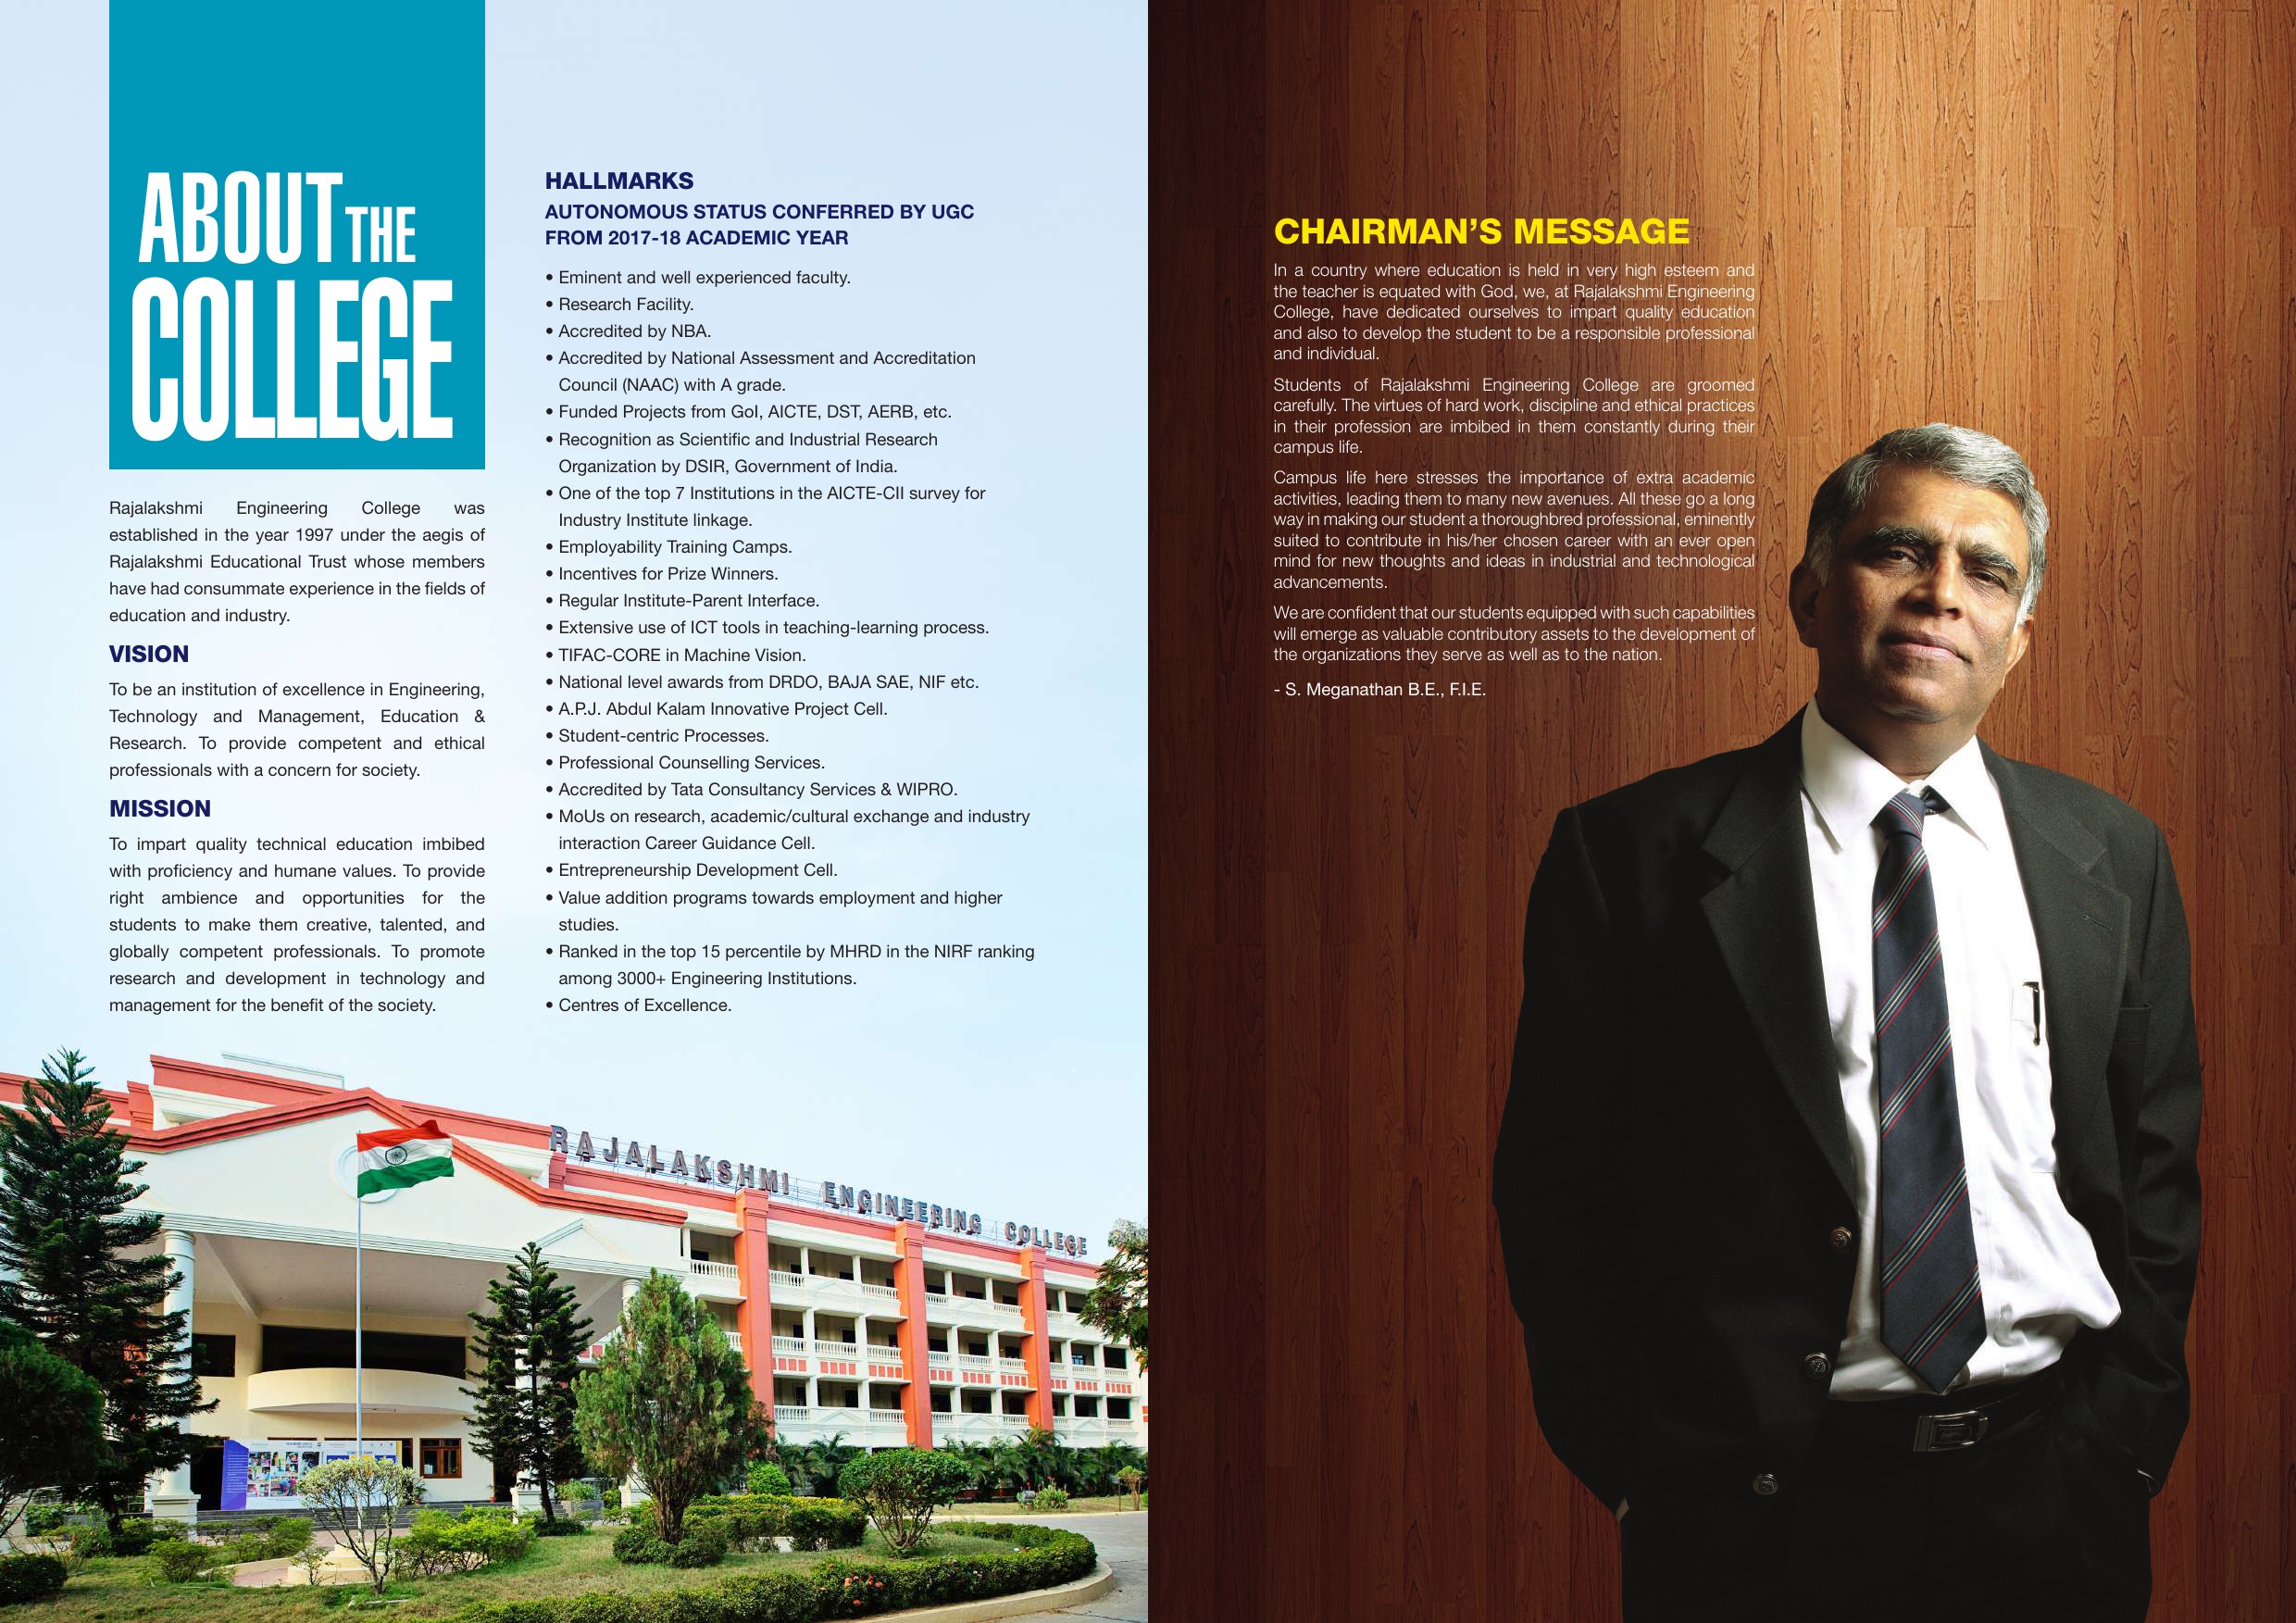 ABOUT THE
COLLEGE
Rajalakshmi Engineering College was
established in the year 1997 under the aegis of
Rajalakshmi Educational Trust whose members
have had consummate experience in the fields of
education and industry.
VISION
To be an institution of excellence in Engineering,
Technology and Management, Education &
Research. To provide competent and ethical
professionals with a concern for society.
MISSION
To impart quality technical education imbibed
with proficiency and humane values. To provide
right ambience and opportunities for the
students to make them creative, talented, and
globally competent professionals. To promote
research and development in technology and
management for the benefit of the society.
HALLMARKS
AUTONOMOUS STATUS CONFERRED BY UGC
FROM 2017-18 ACADEMIC YEAR
• Eminent and well experienced faculty.
• Research Facility.
• Accredited by NBA.
• Accredited by National Assessment and Accreditation
Council (NAAC) with A grade.
• Funded Projects from GoI, AICTE, DST, AERB, etc.
• Recognition as Scientific and Industrial Research
Organization by DSIR, Government of India.
• One of the top 7 Institutions in the AICTE-CII survey for
Industry Institute linkage.
• Employability Training Camps.
• Incentives for Prize Winners.
• Regular Institute-Parent Interface.
• Extensive use of ICT tools in teaching-learning process.
• TIFAC-CORE in Machine Vision.
• National level awards from DRDO, BAJA SAE, NIF etc.
• A.P.J. Abdul Kalam Innovative Project Cell.
• Student-centric Processes.
• Professional Counselling Services.
• Accredited by Tata Consultancy Services & WIPRO.
• MoUs on research, academic/cultural exchange and industry
interaction Career Guidance Cell.
• Entrepreneurship Development Cell.
• Value addition programs towards employment and higher
studies.
• Ranked in the top 15 percentile by MHRD in the NIRF ranking
among 3000+ Engineering Institutions.
• Centres of Excellence.
RAJALAKSHMI ENGINEERING COLLEGE
CHAIRMAN'S MESSAGE
In a country where education is held in very high esteem and
the teacher is equated with God, we, at Rajalakshmi Engineering
College, have dedicated ourselves to impart quality education
and also to develop the student to be a responsible professional
and individual.
Students of Rajalakshmi Engineering College are groomed
carefully. The virtues of hard work, discipline and ethical practices
in their profession are imbibed in them constantly during their
campus life.
Campus life here stresses the importance of extra academic
activities, leading them to many new avenues. All these go a long
way in making our student a thoroughbred professional, eminently
suited to contribute in his/her chosen career with an ever open
mind for new thoughts and ideas in industrial and technological
advancements.
We are confident that our students equipped with such capabilities
will emerge as valuable contributory assets to the development of
the organizations they serve as well as to the nation.
- S. Meganathan B.E., F.I.E.